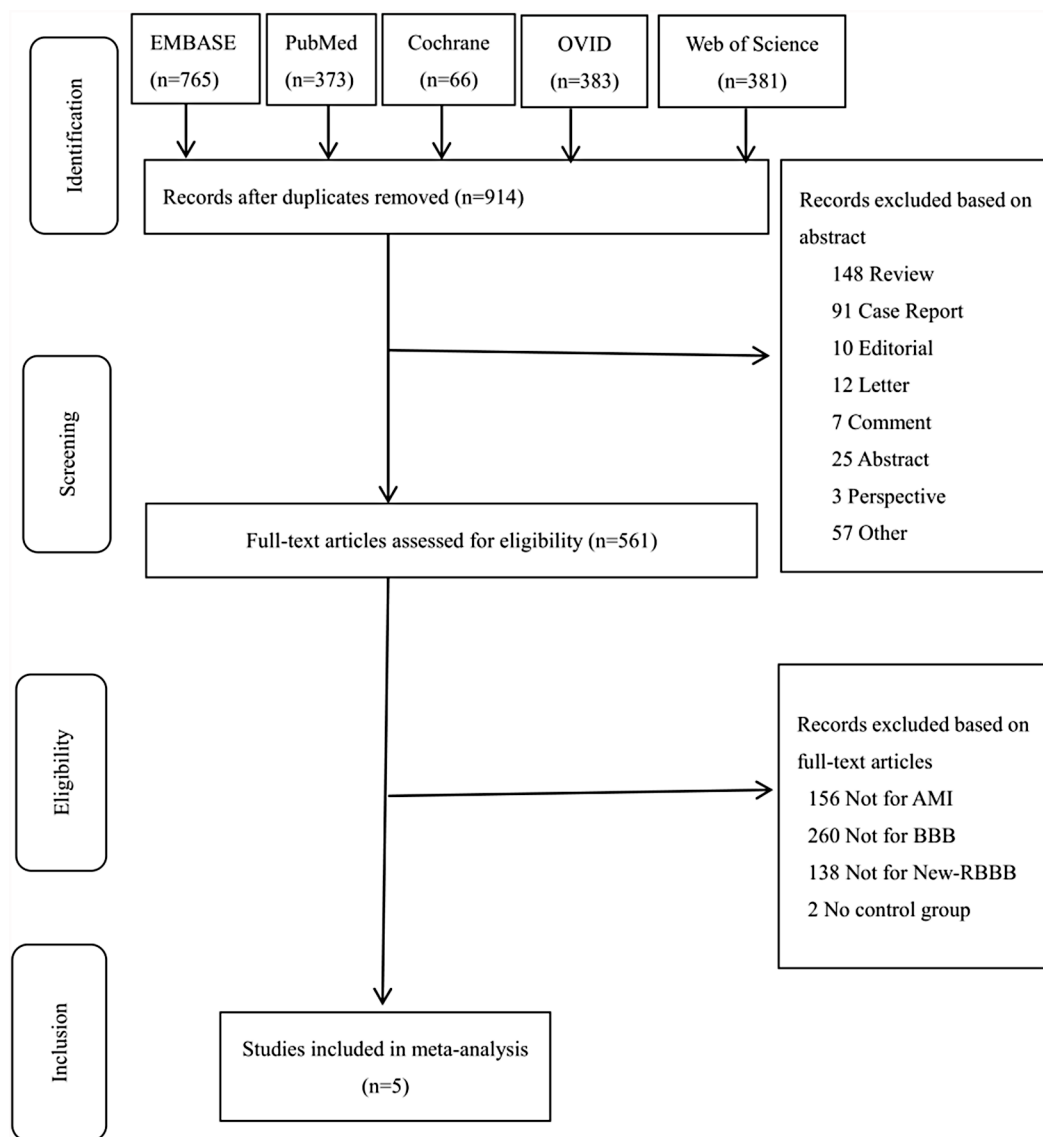 EMBASE
(n=765)
PubMed
(n=373)
Cochrane
(n=66)
OVID
(n=383)
Web of Science
(n=381)
Identification
Records after duplicates removed (n=914)
Records excluded based on
abstract
148 Review
91 Case Report
10 Editorial
12 Letter
7 Comment
25 Abstract
3 Perspective
57 Other
Screening
Full-text articles assessed for eligibility (n=561)
Eligibility
Records excluded based on
full-text articles
156 Not for AMI
260 Not for BBB
138 Not for New-RBBB
2 No control group
Inclusion
Studies included in meta-analysis
(n=5)